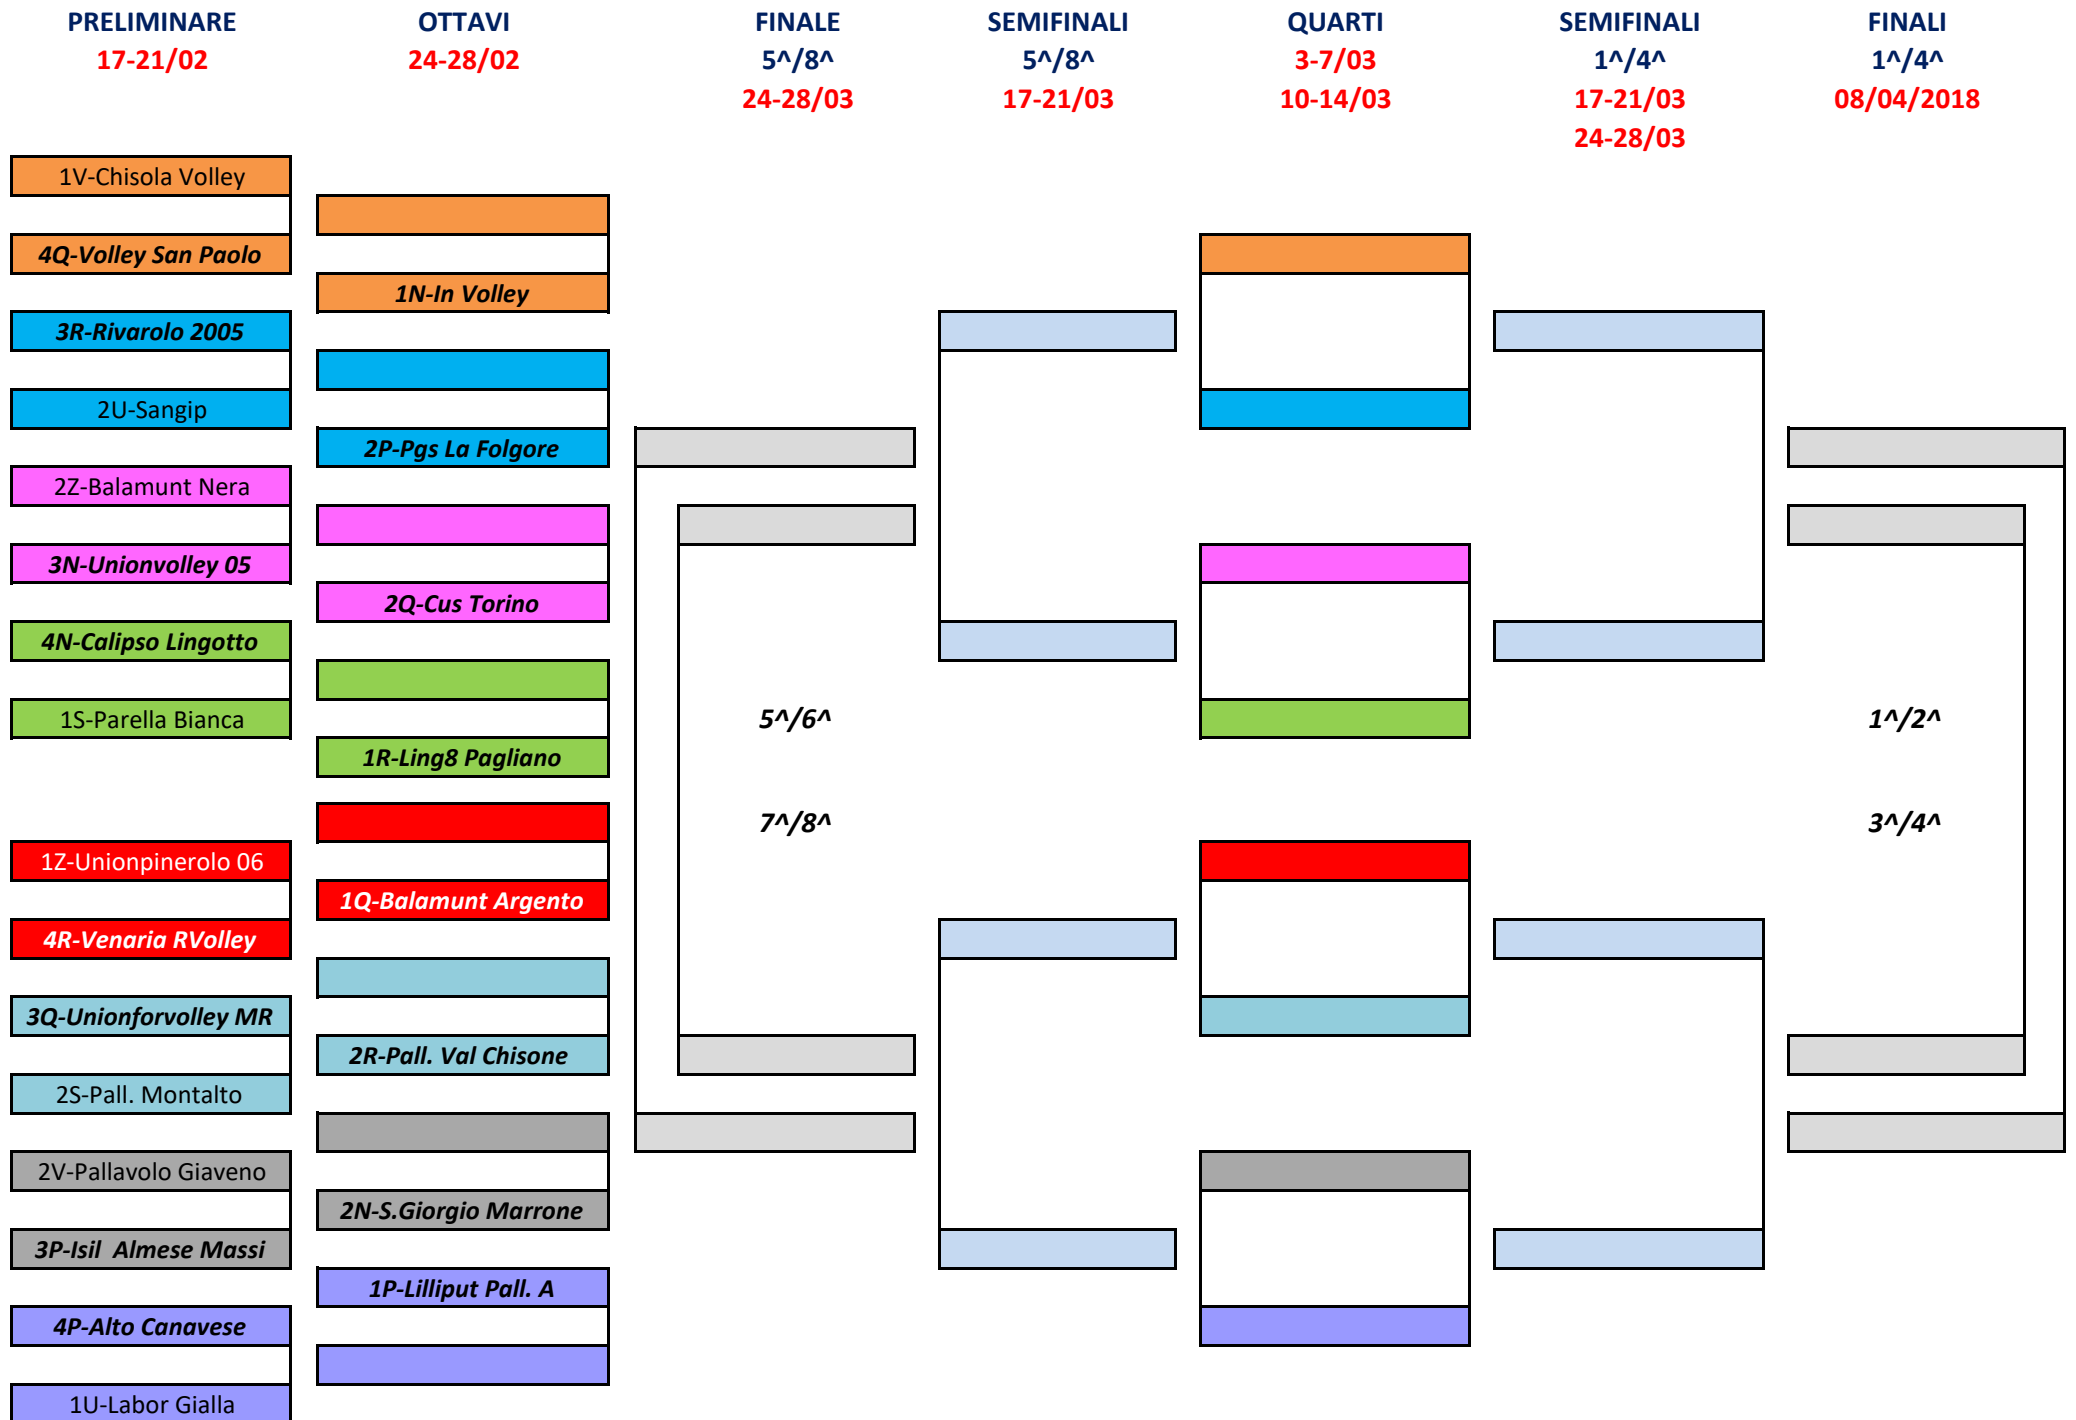 PRELIMINARE
17-21/02
OTTAVI
24-28/02
FINALE
5^/8^
24-28/03
SEMIFINALI
5^/8^
17-21/03
QUARTI
3-7/03
10-14/03
SEMIFINALI
1^/4^
17-21/03
24-28/03
FINALI
1^/4^
08/04/2018
1V-Chisola Volley
4Q-Volley San Paolo
3R-Rivarolo 2005
2U-Sangip
2Z-Balamunt Nera
3N-Unionvolley 05
4N-Calipso Lingotto
1S-Parella Bianca
1Z-Unionpinerolo 06
4R-Venaria RVolley
3Q-Unionforvolley MR
2S-Pall. Montalto
2V-Pallavolo Giaveno
3P-Isil  Almese Massi
4P-Alto Canavese
1U-Labor Gialla
1N-In Volley
2P-Pgs La Folgore
2Q-Cus Torino
1R-Ling8 Pagliano
1Q-Balamunt Argento
2R-Pall. Val Chisone
2N-S.Giorgio Marrone
1P-Lilliput Pall. A
5^/6^
7^/8^
1^/2^
3^/4^